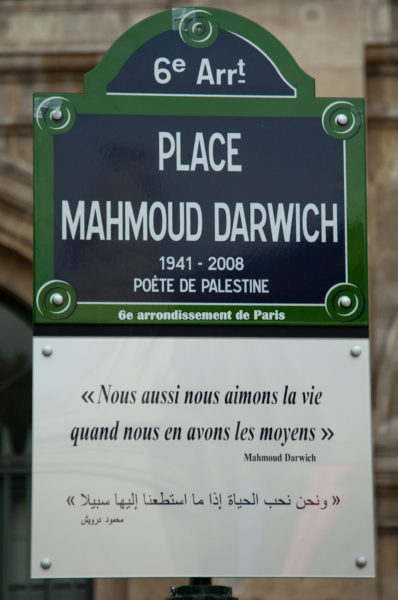 6e Arrt
PLACE
MAHMOUD DARWICH
1941 - 2008
POÈTE DE PALESTINE
6e arrondissement de Paris
« Nous aussi nous aimons la vie
quand nous en avons les moyens »
Mahmoud Darwich
« ونحن نحب الحياة إذا ما استطعنا إليها سبيلا »
محمود درويش